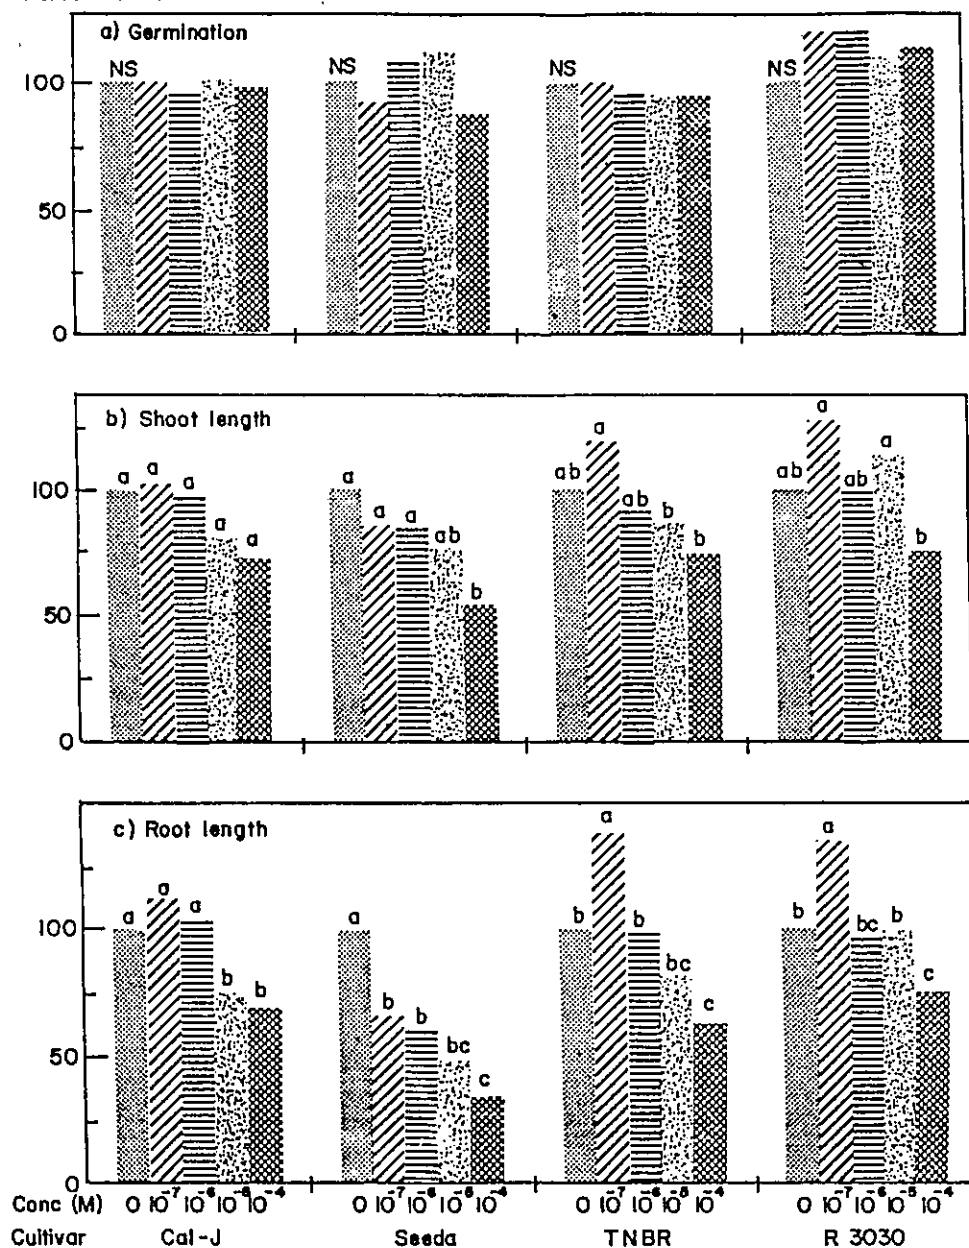 a) Germination
NS NS NS NS
100
50
0
b) Shoot length
a a a a a
a a a ab b
ab a ab b b
ab a ab a b
100
50
0
c) Root length
a a a b b
a b b bc c
b a b bc c
b a bc b c
100
50
0
Conc (M) 0 10⁻⁷ 10⁻⁶ 10⁻⁵ 10⁻⁴ 0 10⁻⁷ 10⁻⁶ 10⁻⁵ 10⁻⁴ 0 10⁻⁷ 10⁻⁶ 10⁻⁵ 10⁻⁴ 0 10⁻⁷ 10⁻⁶ 10⁻⁵ 10⁻⁴
Cultivar Cal-J Seeda TNBR R 3030